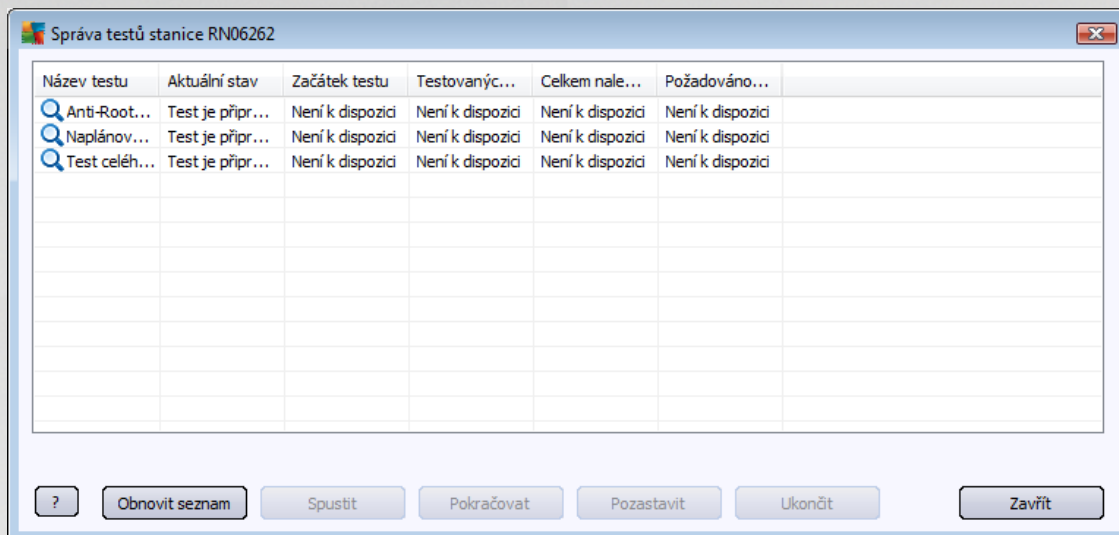 Správa testů stanice RN06262
Název testu Aktuální stav Začátek testu Testovaných... Celkem nale... Požadováno...
Anti-Root... Test je připr... Není k dispozici Není k dispozici Není k dispozici Není k dispozici
Naplánov... Test je připr... Není k dispozici Není k dispozici Není k dispozici Není k dispozici
Test celéh... Test je připr... Není k dispozici Není k dispozici Není k dispozici Není k dispozici
? Obnovit seznam Spustit Pokračovat Pozastavit Ukončit Zavřít